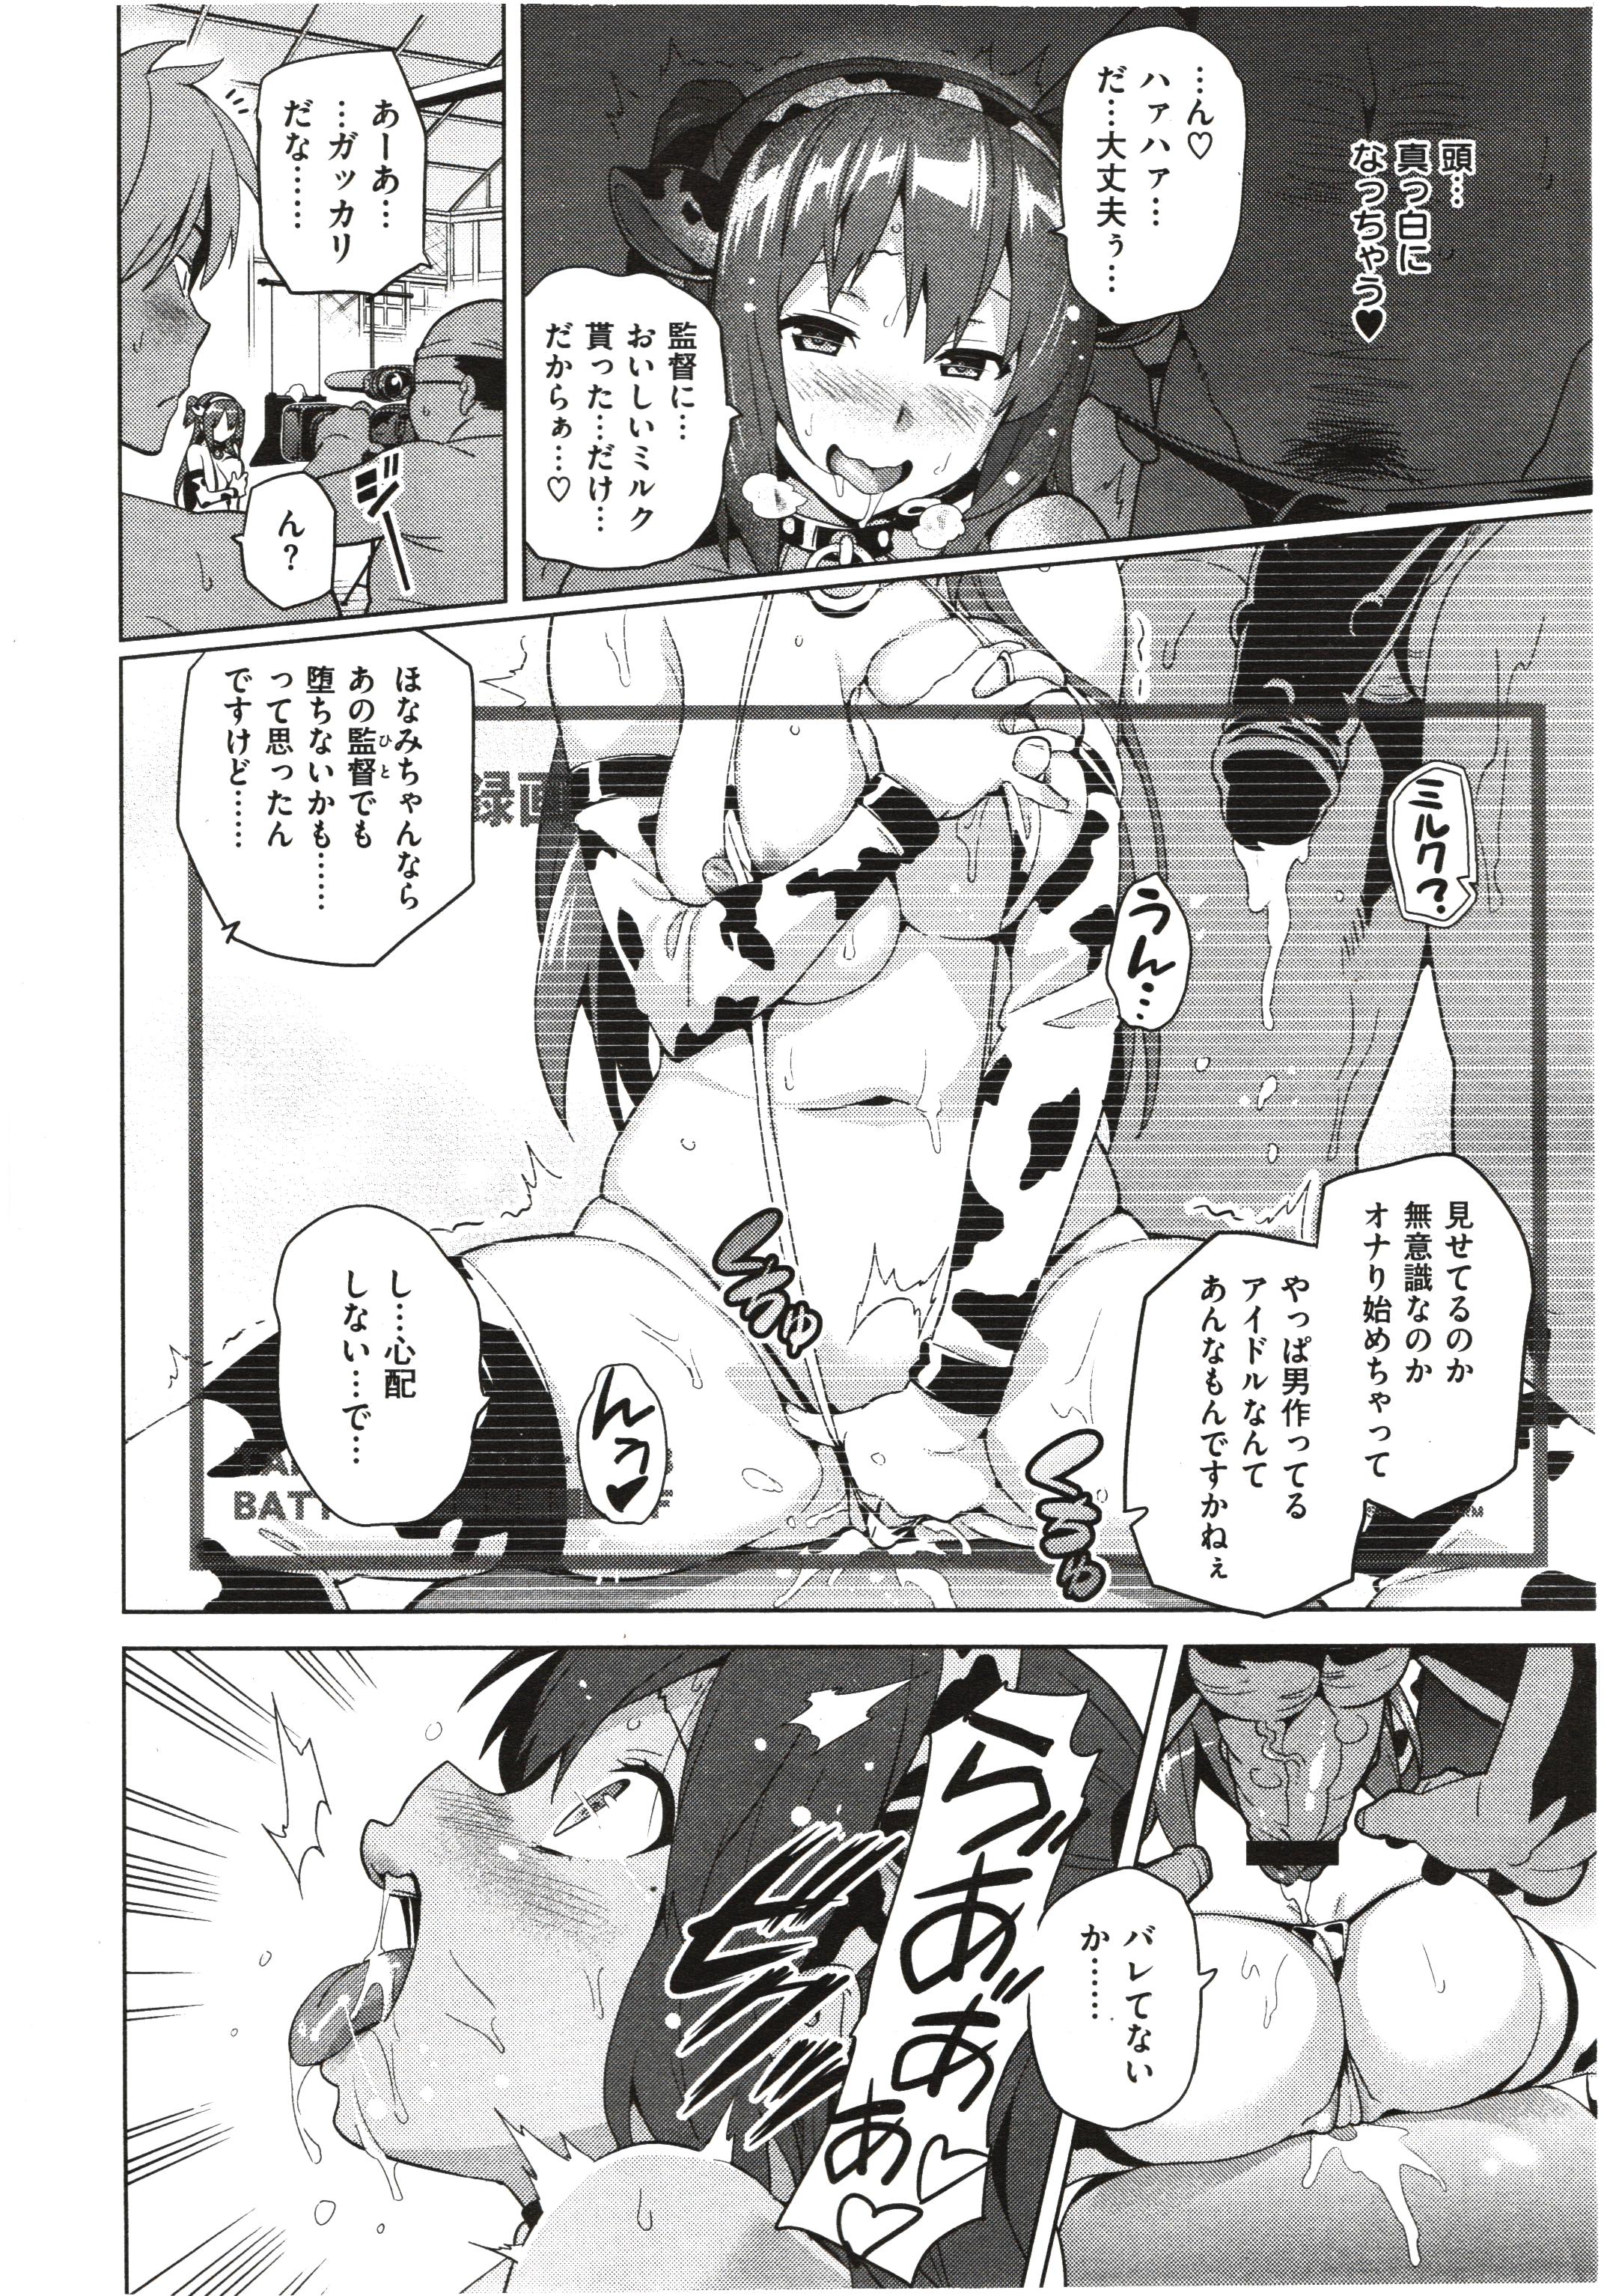 頭…
真っ白に
なっちゃう♥
…ん♡
ハァハァ…
だ…大丈夫ぅ…
監督に…
おいしいミルク
貰った…だけ…
だからぁ…♡
あーあ…
…ガッカリ
だな……
ジー
ん?
ミルク?
うん…
ほなみちゃんなら
あの監督でも
ひと
堕ちないかも……
って思ったん
ですけど……
録画
見せてるのか
無意識なのか
オナり始めちゃって
やっぱ男作ってる
アイドルなんて
あんなもんですかねぇ
くちゅ
くちゅ
んっ♥
し…心配
しない…で…
BATT
バレてない
か……